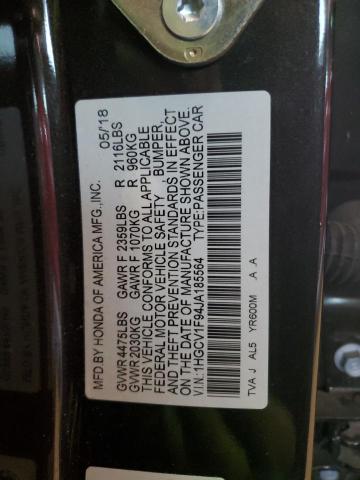 MFD.BY HONDA OF AMERICA MFG.,INC. 05/'18
GVWR 4475LBS GAWR F 2359LBS R 2116LBS
GVWR 2030KG GAWR F 1070KG R 960KG
THIS VEHICLE CONFORMS TO ALL APPLICABLE
FEDERAL MOTOR VEHICLE SAFETY , BUMPER,
AND THEFT PREVENTION STANDARDS IN EFFECT
ON THE DATE OF MANUFACTURE SHOWN ABOVE.
V.I.N.:1HGCV1F94JA185564 TYPE:PASSENGER CAR
TVA J AL5 YR600M A A